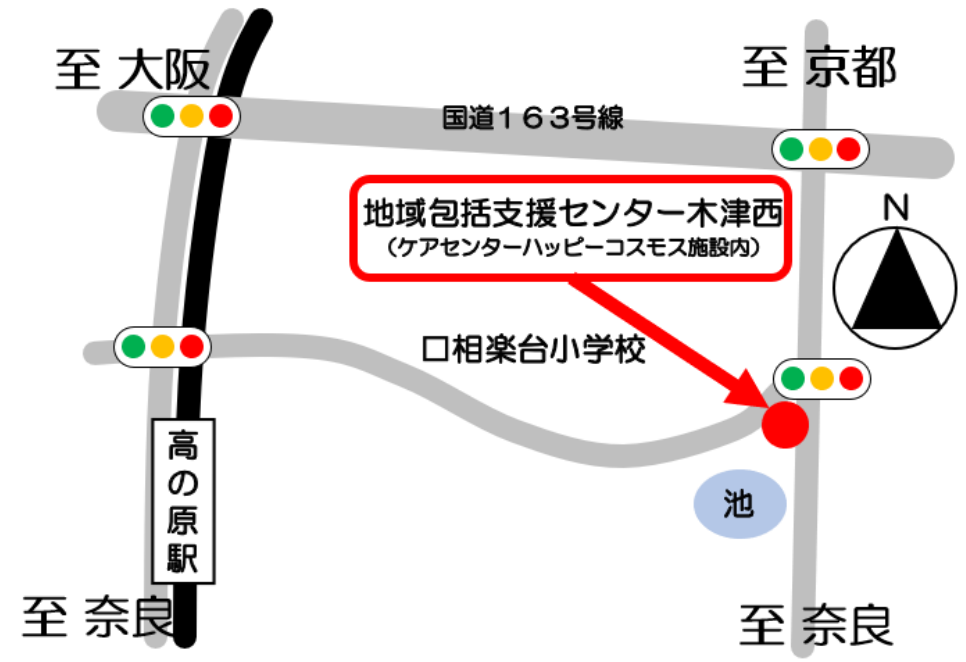 至 大阪
至 京都
国道１６３号線
地域包括支援センター木津西
（ケアセンターハッピーコスモス施設内）
N
□相楽台小学校
高の原駅
池
至 奈良
至 奈良